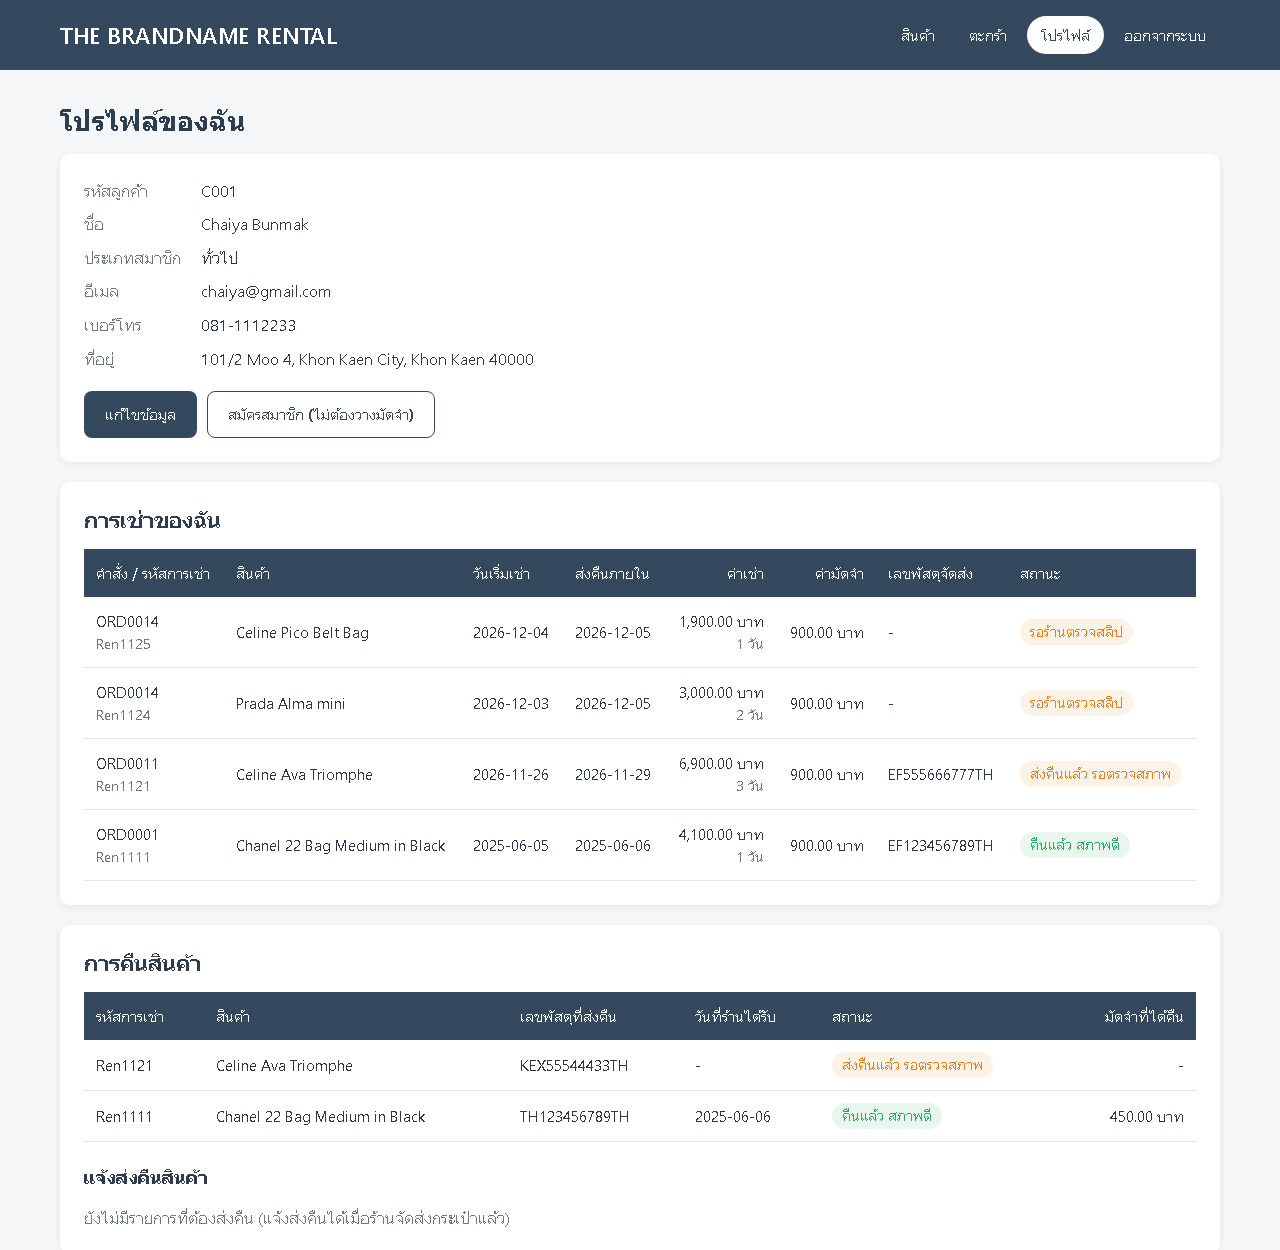 THE BRANDNAME RENTAL
สินค้า ตะกร้า โปรไฟล์ ออกจากระบบ
โปรไฟล์ของฉัน
รหัสลูกค้า C001
ชื่อ Chaiya Bunmak
ประเภทสมาชิก ทั่วไป
อีเมล chaiya@gmail.com
เบอร์โทร 081-1112233
ที่อยู่ 101/2 Moo 4, Khon Kaen City, Khon Kaen 40000
แก้ไขข้อมูล สมัครสมาชิก (ไม่ต้องวางมัดจำ)
การเช่าของฉัน
คำสั่ง / รหัสการเช่า สินค้า วันเริ่มเช่า ส่งคืนภายใน ค่าเช่า ค่ามัดจำ เลขพัสดุจัดส่ง สถานะ
ORD0014 Celine Pico Belt Bag 2026-12-04 2026-12-05 1,900.00 บาท 900.00 บาท - รอร้านตรวจสลิป
Ren1125 1 วัน
ORD0014 Prada Alma mini 2026-12-03 2026-12-05 3,000.00 บาท 900.00 บาท - รอร้านตรวจสลิป
Ren1124 2 วัน
ORD0011 Celine Ava Triomphe 2026-11-26 2026-11-29 6,900.00 บาท 900.00 บาท EF555666777TH ส่งคืนแล้ว รอตรวจสภาพ
Ren1121 3 วัน
ORD0001 Chanel 22 Bag Medium in Black 2025-06-05 2025-06-06 4,100.00 บาท 900.00 บาท EF123456789TH คืนแล้ว สภาพดี
Ren1111 1 วัน
การคืนสินค้า
รหัสการเช่า สินค้า เลขพัสดุที่ส่งคืน วันที่ร้านได้รับ สถานะ มัดจำที่ได้คืน
Ren1121 Celine Ava Triomphe KEX55544433TH - ส่งคืนแล้ว รอตรวจสภาพ -
Ren1111 Chanel 22 Bag Medium in Black TH123456789TH 2025-06-06 คืนแล้ว สภาพดี 450.00 บาท
แจ้งส่งคืนสินค้า
ยังไม่มีรายการที่ต้องส่งคืน (แจ้งส่งคืนได้เมื่อร้านจัดส่งกระเป๋าแล้ว)